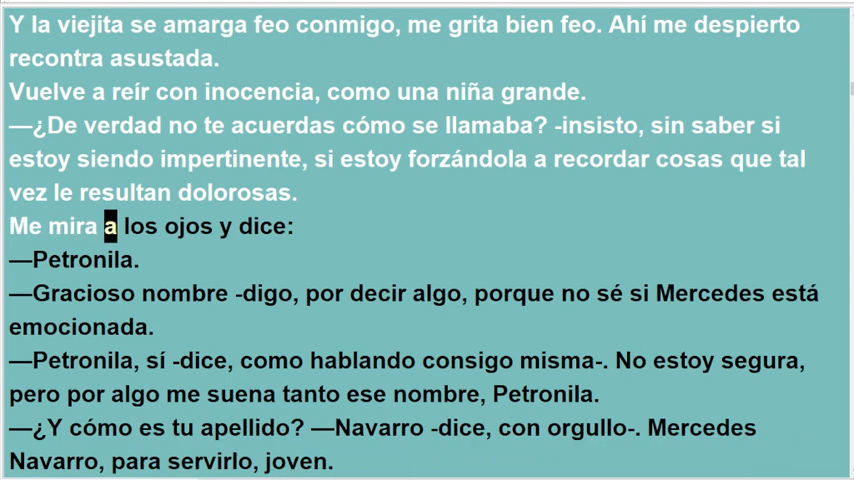 Y la viejita se amarga feo conmigo, me grita bien feo. Ahí me despierto
recontra asustada.
Vuelve a reír con inocencia, como una niña grande.
—¿De verdad no te acuerdas cómo se llamaba? -insisto, sin saber si
estoy siendo impertinente, si estoy forzándola a recordar cosas que tal
vez le resultan dolorosas.
Me mira a los ojos y dice:
—Petronila.
—Gracioso nombre -digo, por decir algo, porque no sé si Mercedes está
emocionada.
—Petronila, sí -dice, como hablando consigo misma-. No estoy segura,
pero por algo me suena tanto ese nombre, Petronila.
—¿Y cómo es tu apellido? —Navarro -dice, con orgullo-. Mercedes
Navarro, para servirlo, joven.